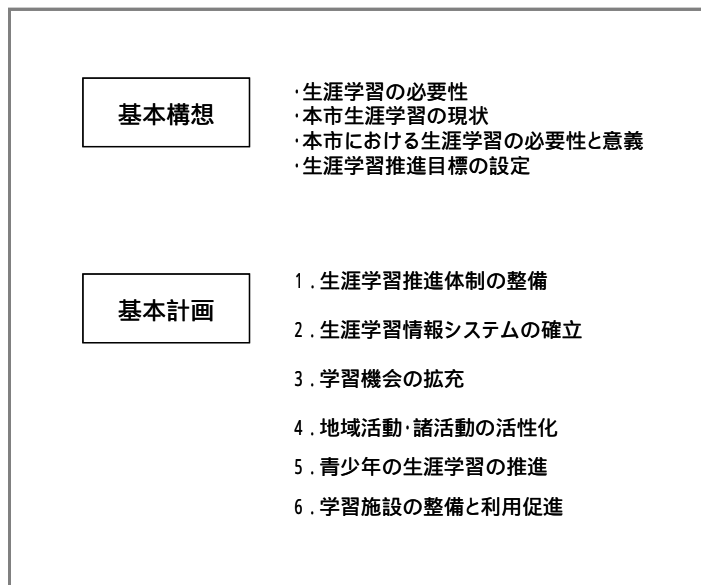 基本構想
・生涯学習の必要性
・本市生涯学習の現状
・本市における生涯学習の必要性と意義
・生涯学習推進目標の設定
基本計画
1．生涯学習推進体制の整備
2．生涯学習情報システムの確立
3．学習機会の拡充
4．地域活動・諸活動の活性化
5．青少年の生涯学習の推進
6．学習施設の整備と利用促進